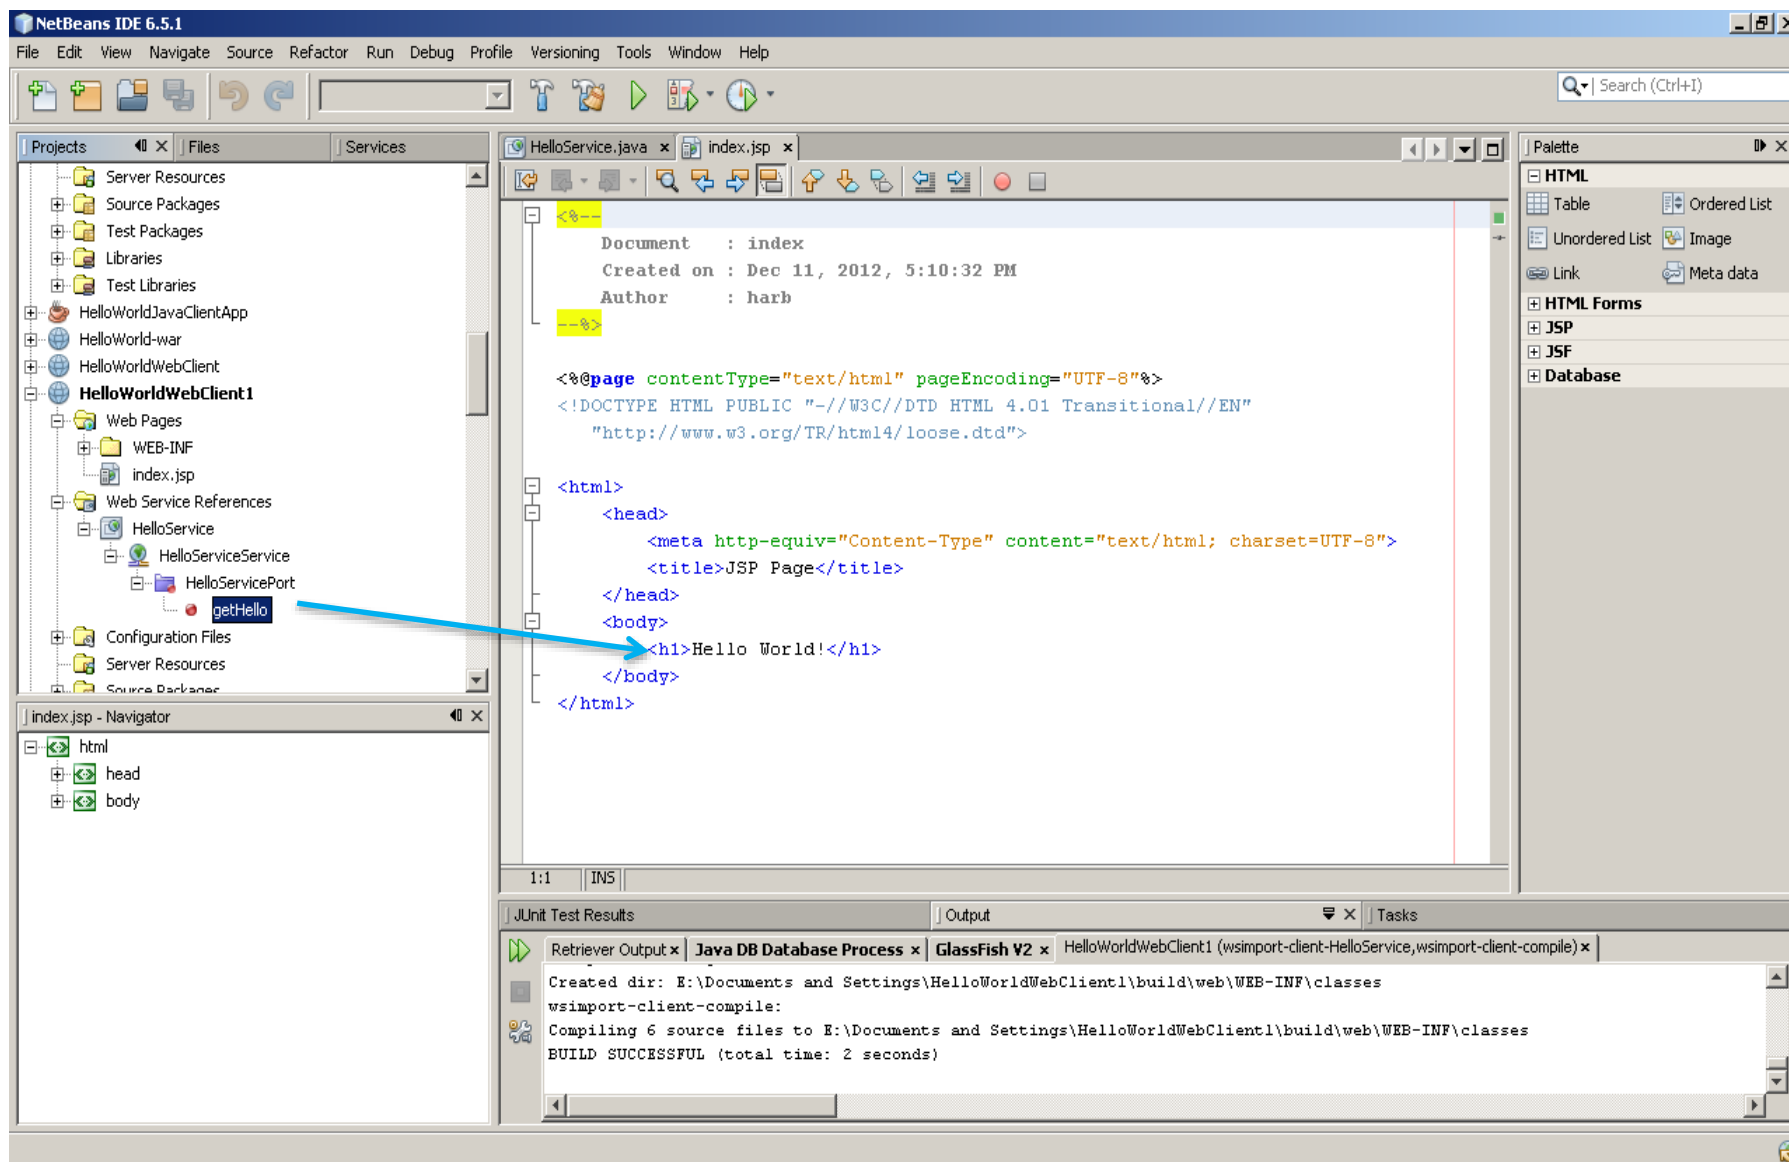 NetBeans IDE 6.5.1
File Edit View Navigate Source Refactor Run Debug Profile Versioning Tools Window Help
Search (Ctrl+I)
Projects Files Services
Server Resources
Source Packages
Test Packages
Libraries
Test Libraries
HelloWorldJavaClientApp
HelloWorld-war
HelloWorldWebClient
HelloWorldWebClient1
Web Pages
WEB-INF
index.jsp
Web Service References
HelloService
HelloServiceService
HelloServicePort
getHello
Configuration Files
Server Resources
Source Packages
index.jsp - Navigator
html
head
body
HelloService.java index.jsp
<%--
Document : index
Created on : Dec 11, 2012, 5:10:32 PM
Author : harb
--%>
<%@page contentType="text/html" pageEncoding="UTF-8"%>
<!DOCTYPE HTML PUBLIC "-//W3C//DTD HTML 4.01 Transitional//EN"
"http://www.w3.org/TR/html4/loose.dtd">
<html>
<head>
<meta http-equiv="Content-Type" content="text/html; charset=UTF-8">
<title>JSP Page</title>
</head>
<body>
<h1>Hello World!</h1>
</body>
</html>
1:1 INS
Palette
HTML
Table Ordered List
Unordered List Image
Link Meta data
HTML Forms
JSP
JSF
Database
JUnit Test Results Output Tasks
Retriever Output Java DB Database Process GlassFish V2 HelloWorldWebClient1 (wsimport-client-HelloService,wsimport-client-compile)
Created dir: E:\Documents and Settings\HelloWorldWebClient1\build\web\WEB-INF\classes
wsimport-client-compile:
Compiling 6 source files to E:\Documents and Settings\HelloWorldWebClient1\build\web\WEB-INF\classes
BUILD SUCCESSFUL (total time: 2 seconds)